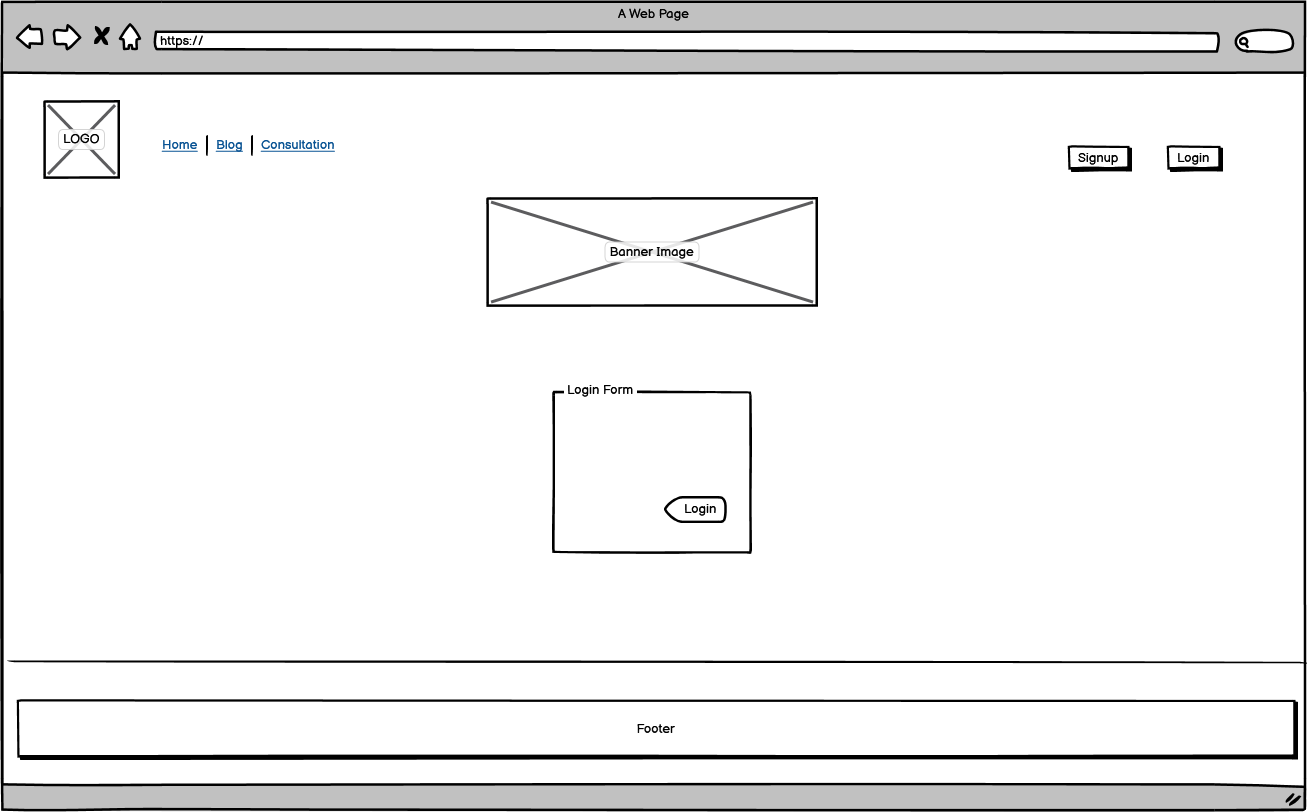 A Web Page
https://
LOGO
Home | Blog | Consultation
Signup
Login
Banner Image
Login Form
Login
Footer